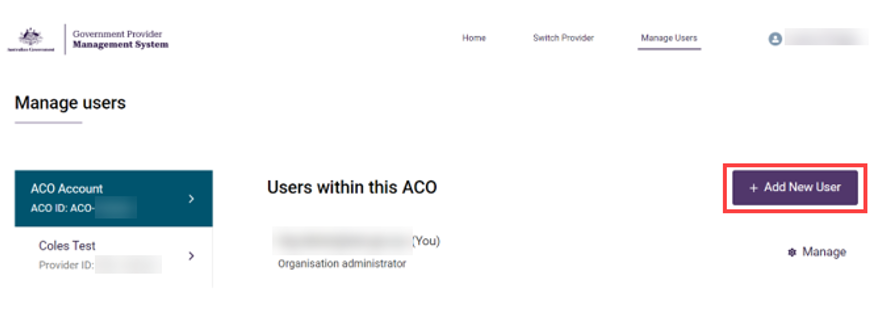 Government Provider
Management System
Australian Government
Home
Switch Provider
Manage Users
Manage users
ACO Account
ACO ID: ACO-
Coles Test
Provider ID:
Users within this ACO
+ Add New User
(You)
Organisation administrator
Manage